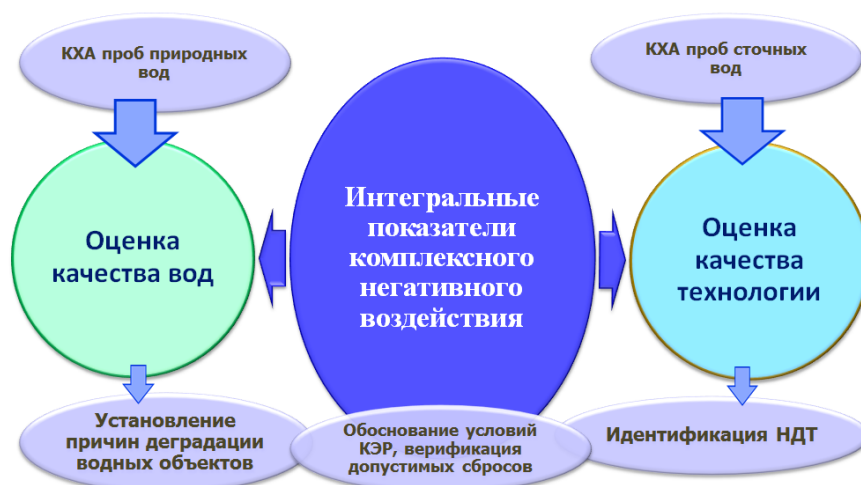 КХА проб природных
вод
КХА проб сточных
вод
Интегральные
показатели
комплексного
негативного
воздействия
Оценка
качества вод
Оценка
качества
технологии
Установление
причин деградации
водных объектов
Обоснование условий
КЭР, верификация
допустимых сбросов
Идентификация НДТ